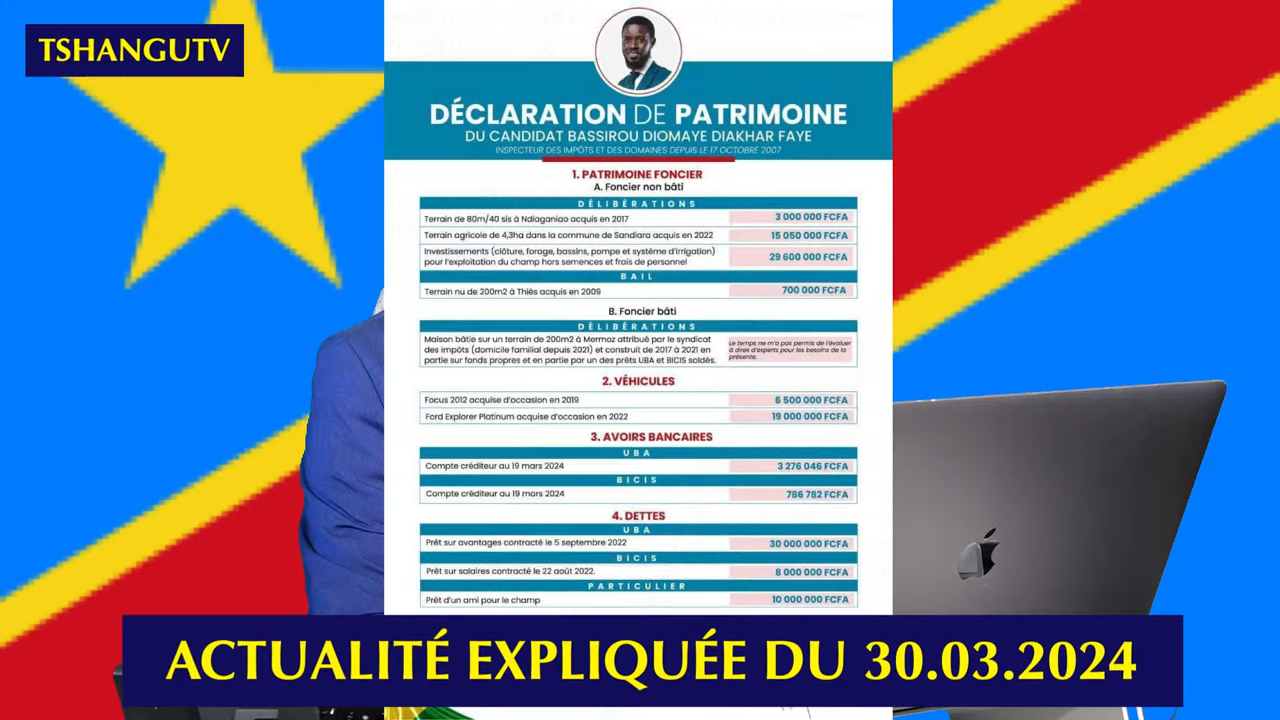 TSHANGUTV
DÉCLARATION DE PATRIMOINE
DU CANDIDAT BASSIROU DIOMAYE DIAKHAR FAYE
INSPECTEUR DES IMPÔTS ET DES DOMAINES DEPUIS LE 17 OCTOBRE 2007
1. PATRIMOINE FONCIER
A. Foncier non bâti
DÉLIBÉRATIONS
Terrain de 80m/40 sis à Ndiaganiao acquis en 2017 3 000 000 FCFA
Terrain agricole de 4,3ha dans la commune de Sandiara acquis en 2022 15 050 000 FCFA
Investissements (clôture, forage, bassins, pompe et système d'irrigation)
pour l'exploitation du champ hors semences et frais de personnel 29 600 000 FCFA
BAIL
Terrain nu de 200m2 à Thiès acquis en 2009 700 000 FCFA
B. Foncier bâti
DÉLIBÉRATIONS
Maison bâtie sur un terrain de 200m2 à Mermoz attribué par le syndicat
des impôts (domicile familial depuis 2021) et construit de 2017 à 2021 en
partie sur fonds propres et en partie par un des prêts UBA et BICIS soldés.
Le temps ne m'a pas permis de l'évaluer
à dires d'experts pour les besoins de la
présente.
2. VÉHICULES
Focus 2012 acquise d'occasion en 2019 6 500 000 FCFA
Ford Explorer Platinum acquise d'occasion en 2022 19 000 000 FCFA
3. AVOIRS BANCAIRES
UBA
Compte créditeur au 19 mars 2024 3 276 046 FCFA
BICIS
Compte créditeur au 19 mars 2024 786 782 FCFA
4. DETTES
UBA
Prêt sur avantages contracté le 5 septembre 2022 30 000 000 FCFA
BICIS
Prêt sur salaires contracté le 22 août 2022. 8 000 000 FCFA
PARTICULIER
Prêt d'un ami pour le champ 10 000 000 FCFA
ACTUALITÉ EXPLIQUÉE DU 30.03.2024